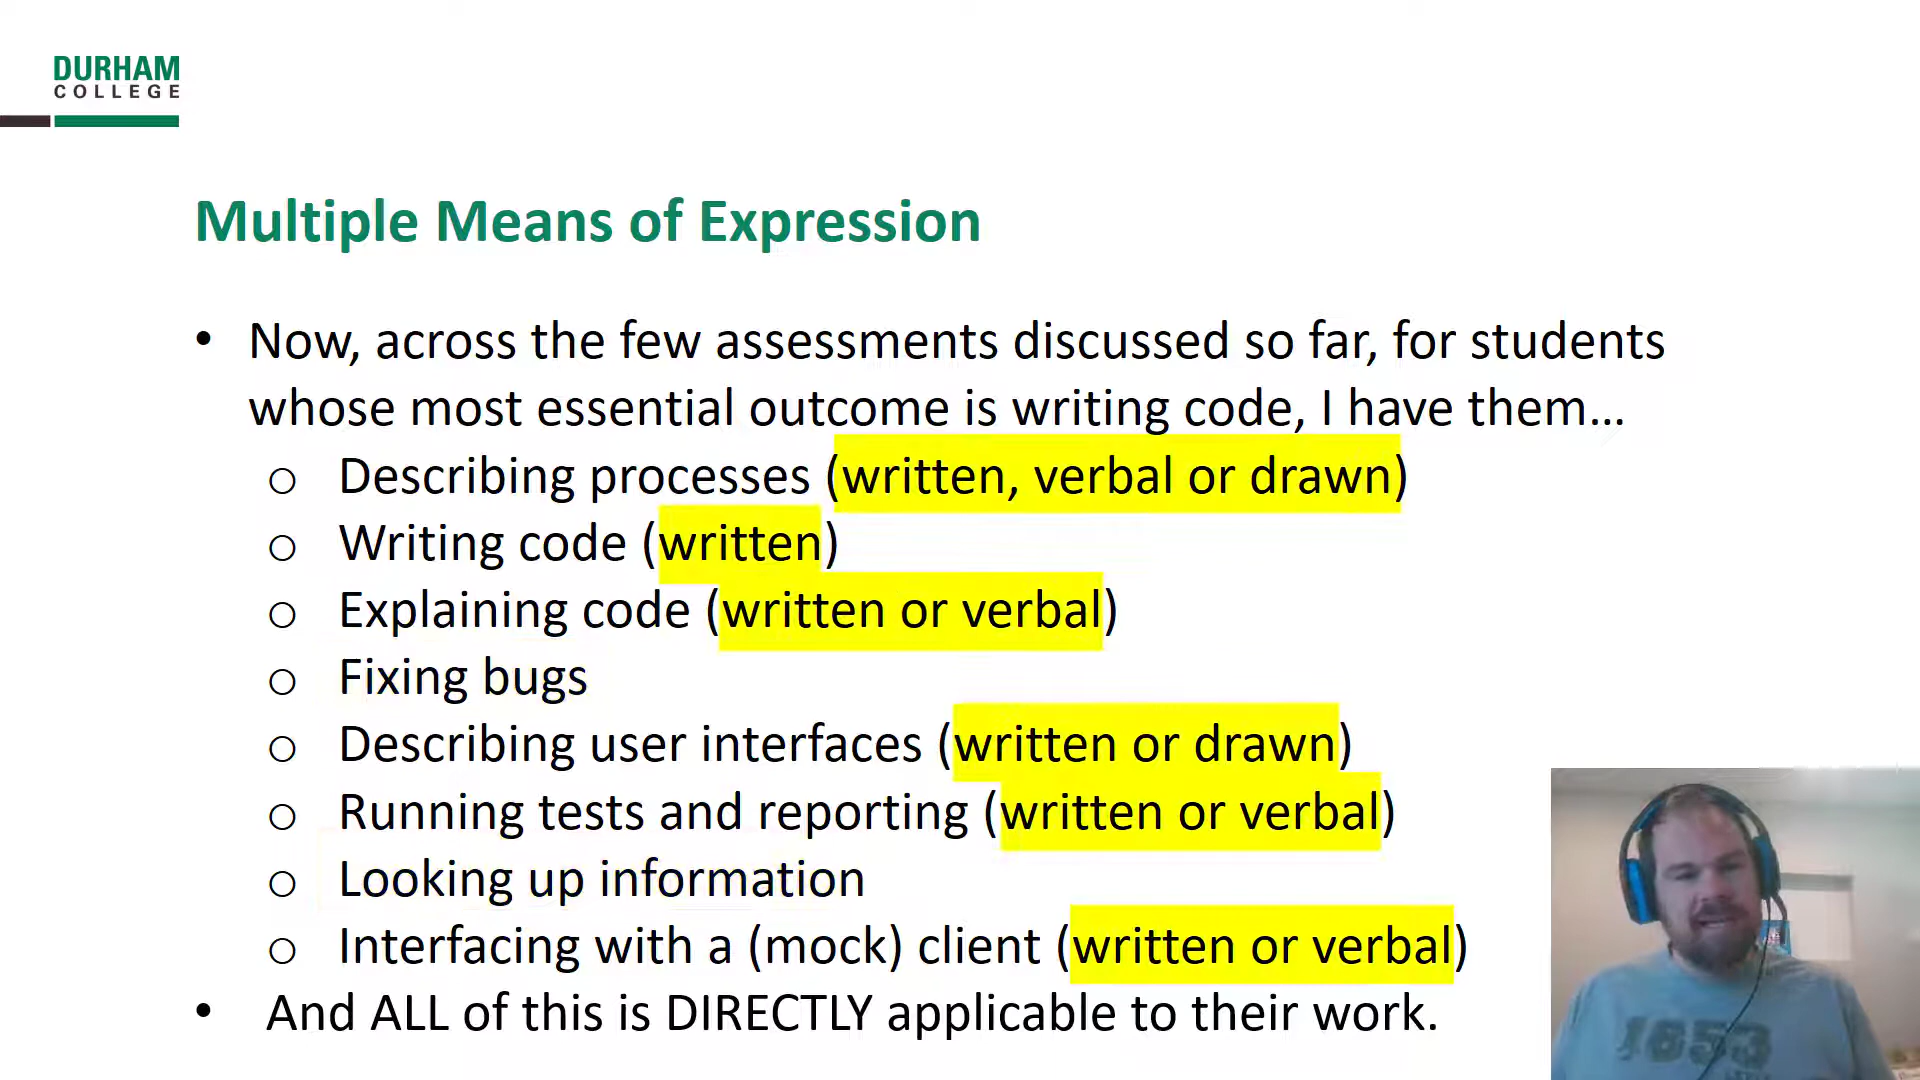 DURHAM
COLLEGE
Multiple Means of Expression
• Now, across the few assessments discussed so far, for students
whose most essential outcome is writing code, I have them…
o Describing processes (written, verbal or drawn)
o Writing code (written)
o Explaining code (written or verbal)
o Fixing bugs
o Describing user interfaces (written or drawn)
o Running tests and reporting (written or verbal)
o Looking up information
o Interfacing with a (mock) client (written or verbal)
• And ALL of this is DIRECTLY applicable to their work.
1853